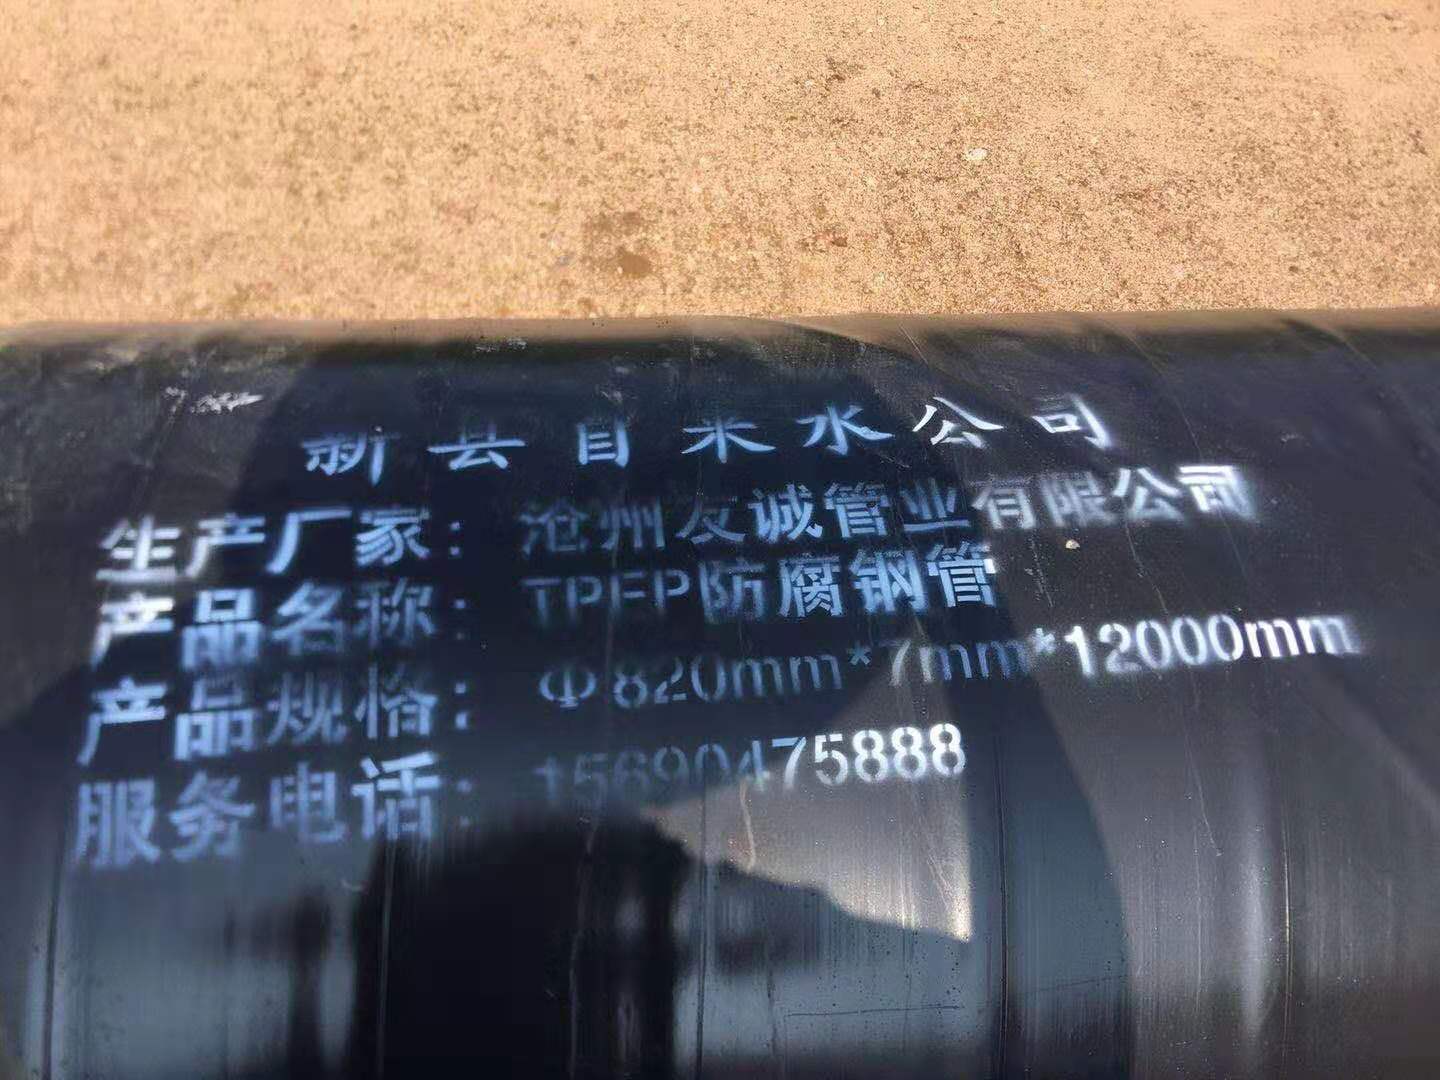 新县自来水公司
生产厂家：沧州友诚管业有限公司
产品名称：TPEP防腐钢管
产品规格：Φ820mm*7mm*12000mm
服务电话：15690475888